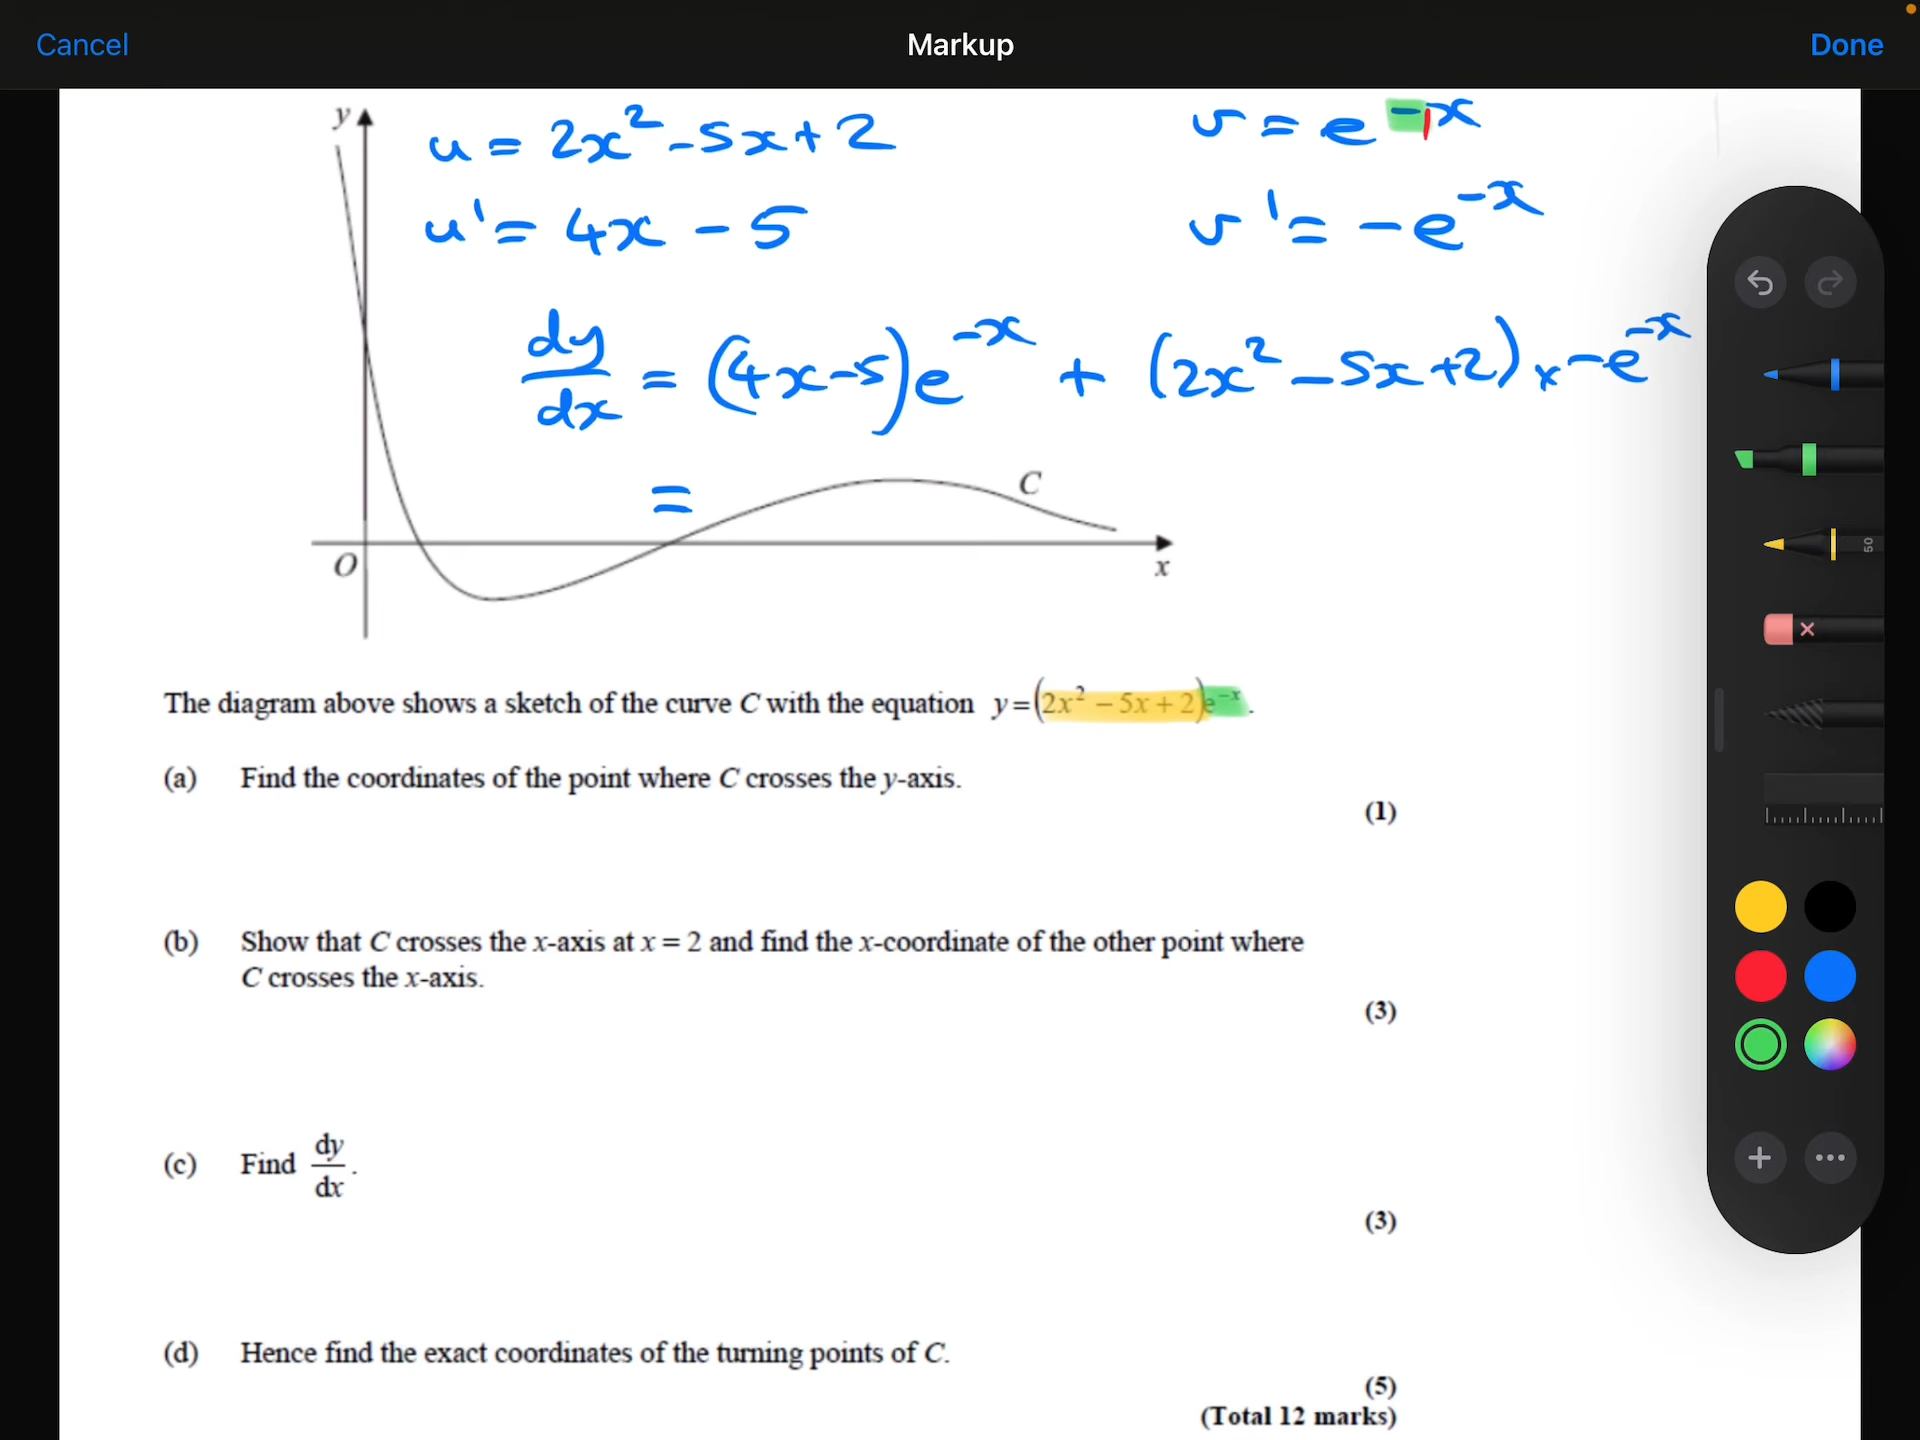 Cancel Markup Done
y
u = 2x² - 5x + 2 v = e^-1x
u' = 4x - 5 v' = -e^-x
dy/dx = (4x-5)e^-x + (2x² - 5x + 2) x -e^-x
=
C
O
x
50
The diagram above shows a sketch of the curve C with the equation y = (2x² – 5x + 2)e^-x.
(a) Find the coordinates of the point where C crosses the y-axis.
(1)
(b) Show that C crosses the x-axis at x = 2 and find the x-coordinate of the other point where
C crosses the x-axis.
(3)
(c) Find dy/dx.
(3)
(d) Hence find the exact coordinates of the turning points of C.
(5)
(Total 12 marks)